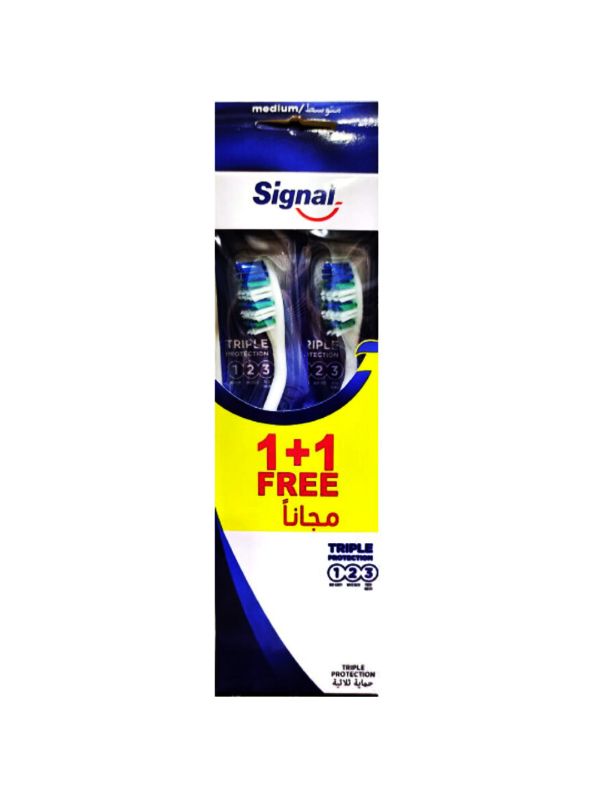 medium/متوسط
Signal
TRIPLE
PROTECTION
1 2 3
RIPLE
PROTECTION
2 3
1+1
FREE
مجاناً
TRIPLE
PROTECTION
1 2 3
TRIPLE
PROTECTION
حماية ثلاثية